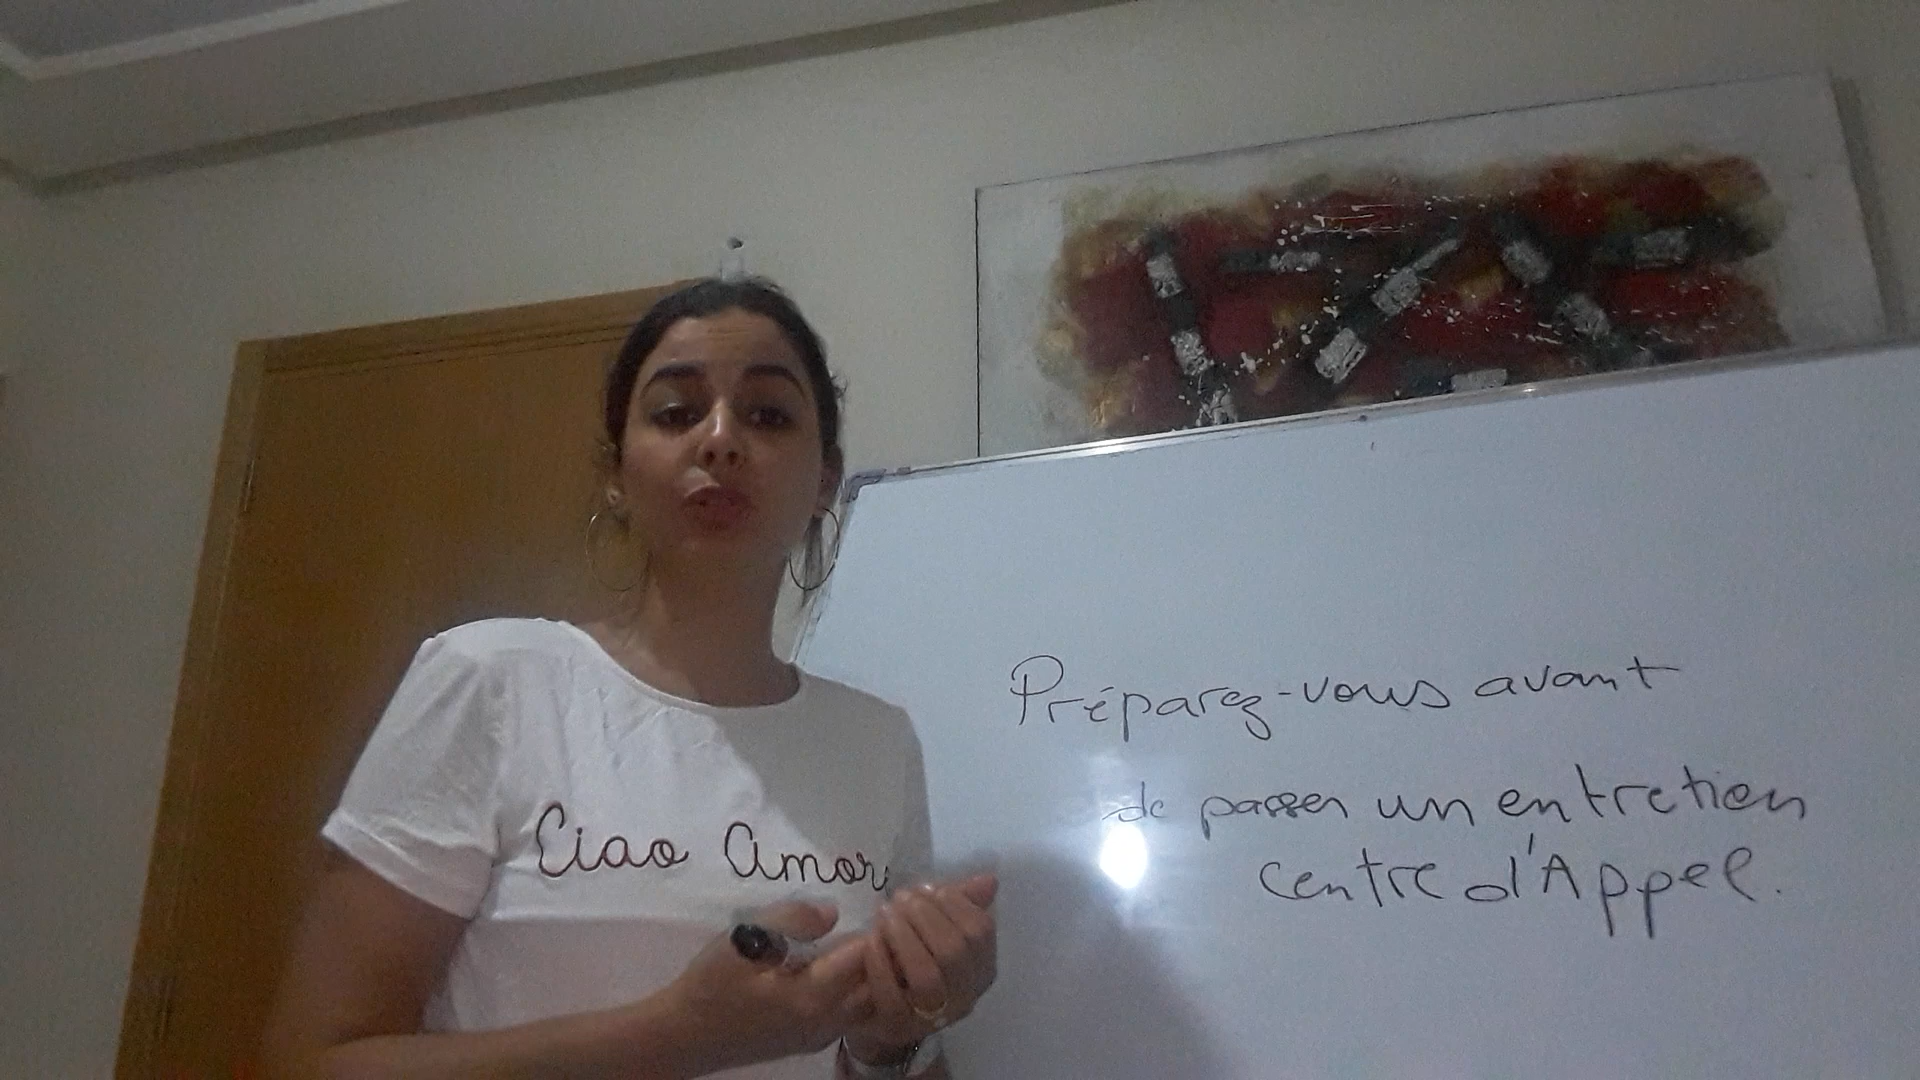 Ciao Amor
Préparez-vous avant
de passer un entretien
centre d'Appel.